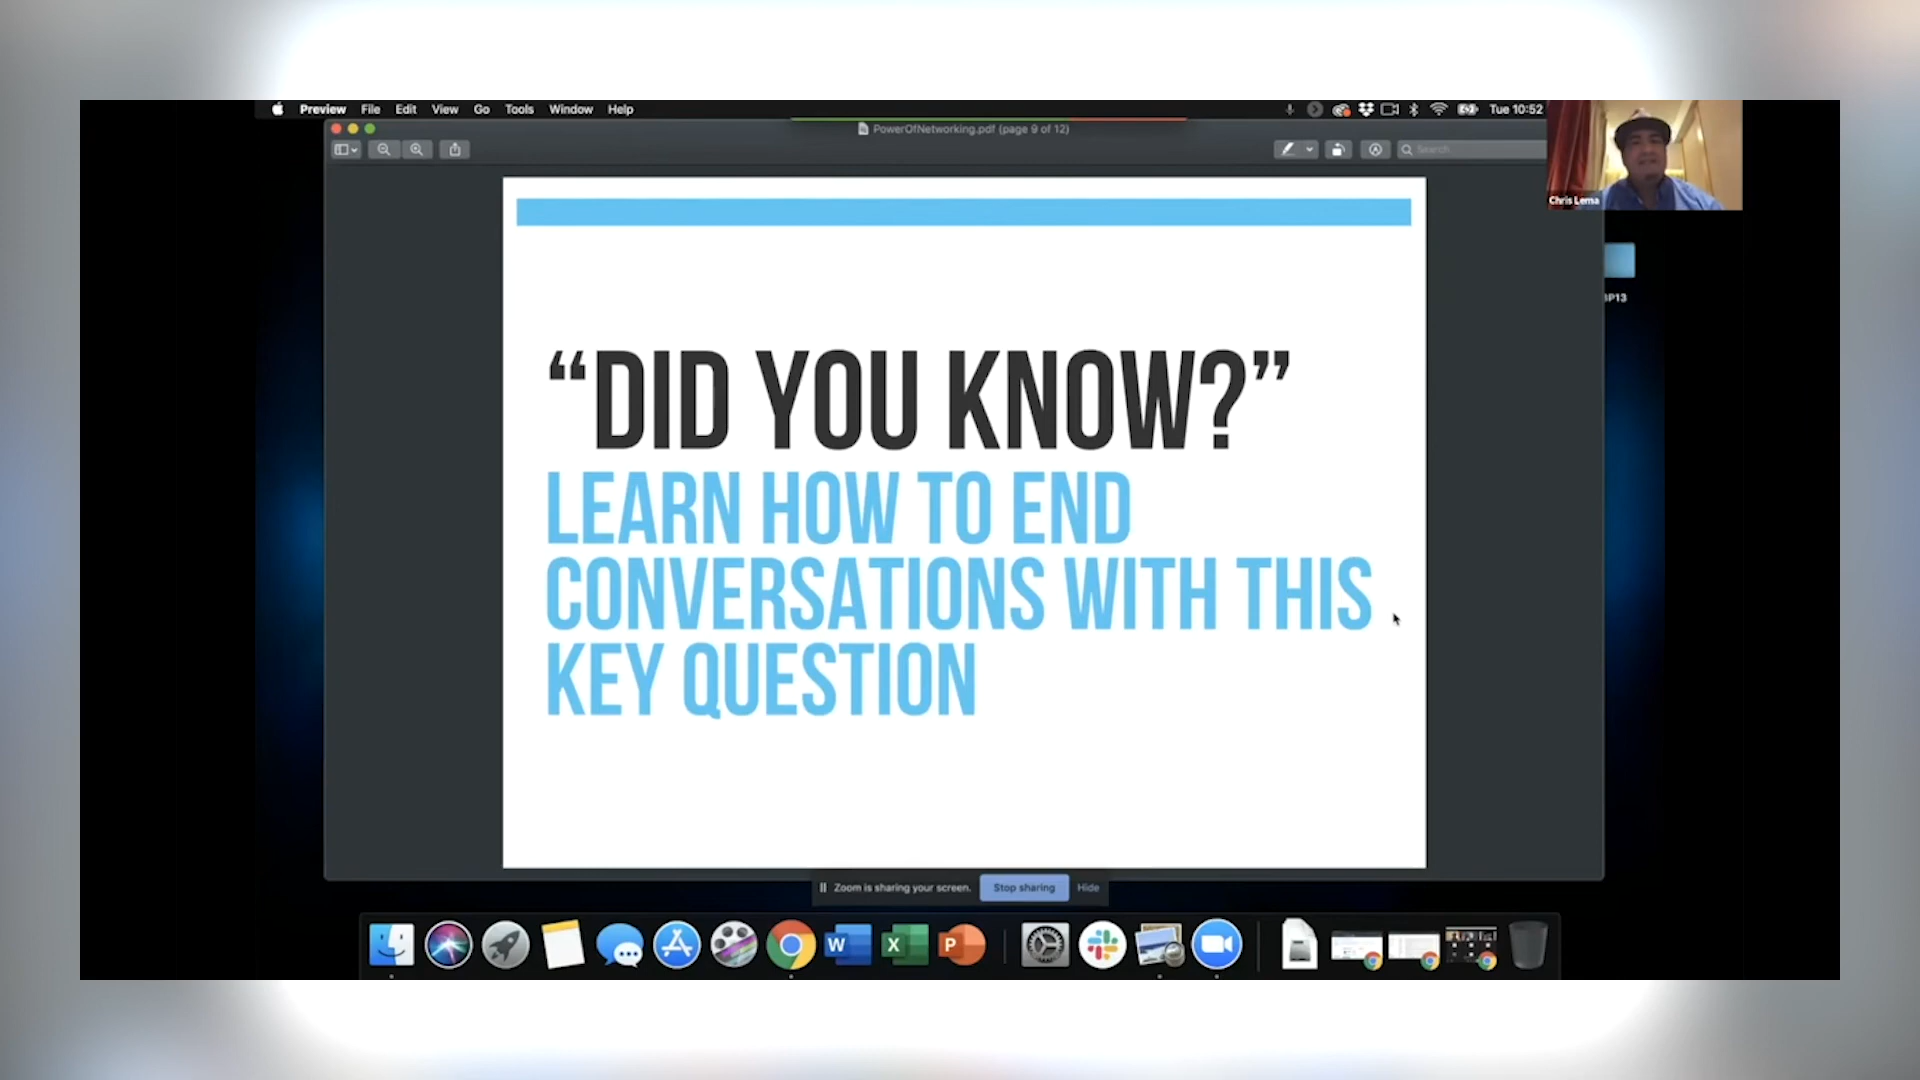 Preview File Edit View Go Tools Window Help
Tue 10:52
PowerOfNetworking.pdf (page 9 of 12)
Search
Chris Lema
“DID YOU KNOW?”
LEARN HOW TO END
CONVERSATIONS WITH THIS
KEY QUESTION
Zoom is sharing your screen. Stop sharing Hide
W X P